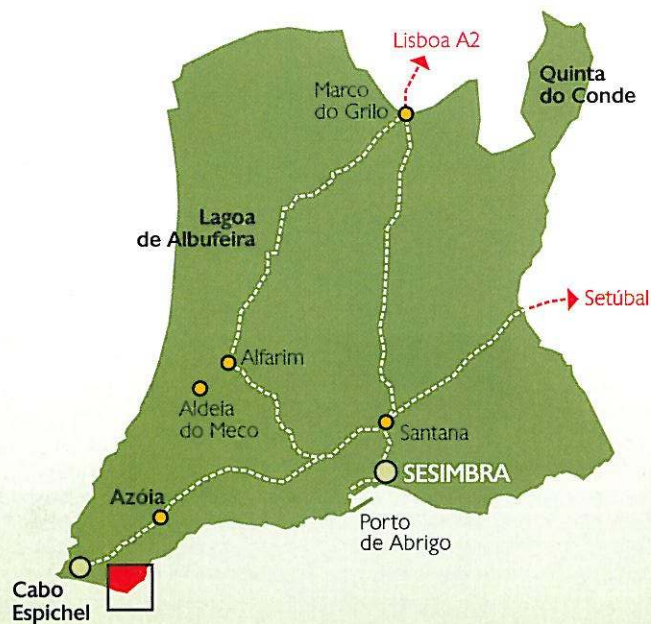 Lisboa A2
Marco
do Grilo
Quinta
do Conde
Lagoa
de Albufeira
Setúbal
Alfarim
Aldeia
do Meco
Santana
SESIMBRA
Azóia
Porto
de Abrigo
Cabo
Espichel